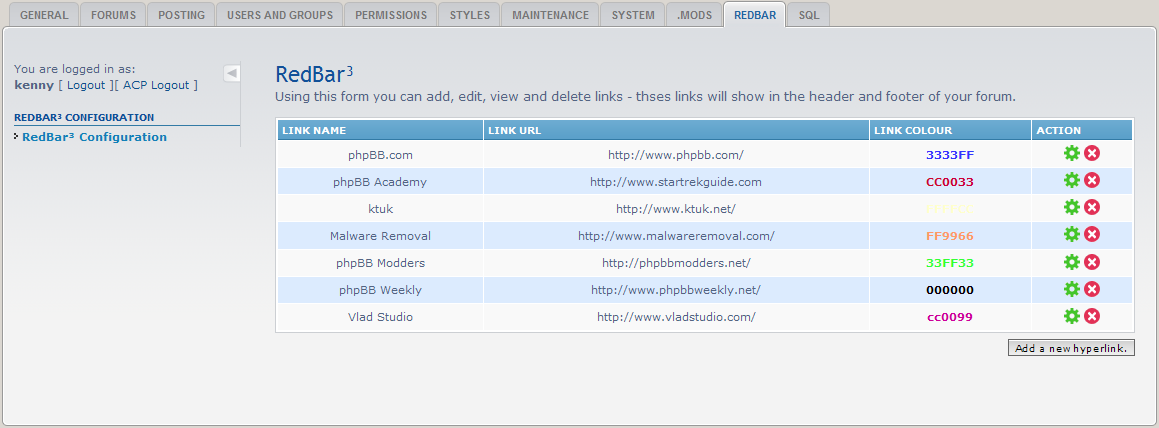 GENERAL FORUMS POSTING USERS AND GROUPS PERMISSIONS STYLES MAINTENANCE SYSTEM .MODS REDBAR SQL
You are logged in as:
kenny [ Logout ][ ACP Logout ]
REDBAR³ CONFIGURATION
RedBar³ Configuration
RedBar³
Using this form you can add, edit, view and delete links - thses links will show in the header and footer of your forum.
LINK NAME LINK URL LINK COLOUR ACTION
phpBB.com http://www.phpbb.com/ 3333FF
phpBB Academy http://www.startrekguide.com CC0033
ktuk http://www.ktuk.net/
Malware Removal http://www.malwareremoval.com/ FF9966
phpBB Modders http://phpbbmodders.net/ 33FF33
phpBB Weekly http://www.phpbbweekly.net/ 000000
Vlad Studio http://www.vladstudio.com/ cc0099
Add a new hyperlink.